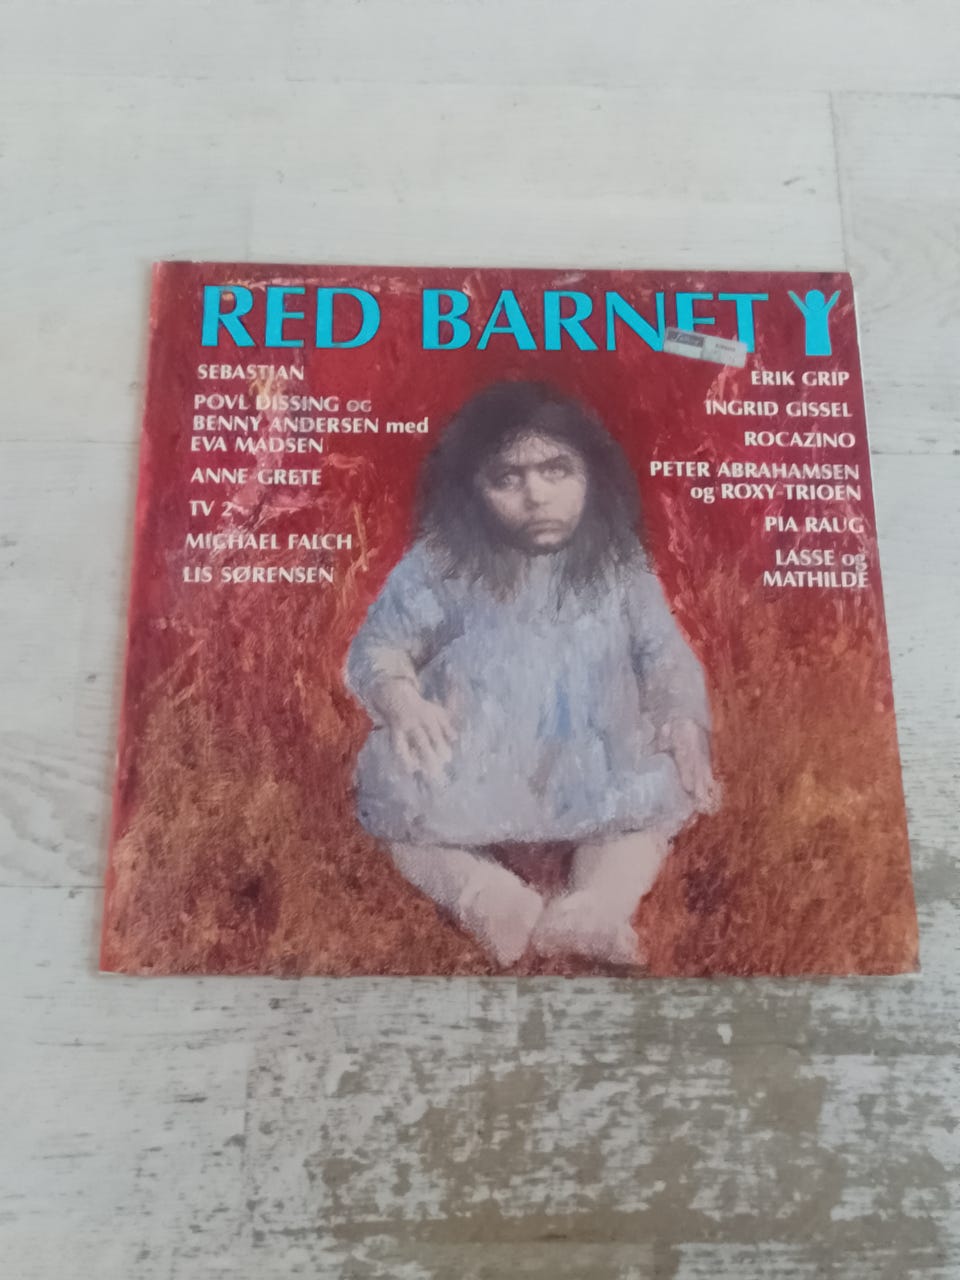 RED BARNET
SEBASTIAN
POVL DISSING OG
BENNY ANDERSEN med
EVA MADSEN
ANNE GRETE
TV 2
MICHAEL FALCH
LIS SØRENSEN
ERIK GRIP
INGRID GISSEL
ROCAZINO
PETER ABRAHAMSEN
og ROXY-TRIOEN
PIA RAUG
LASSE og
MATHILDE